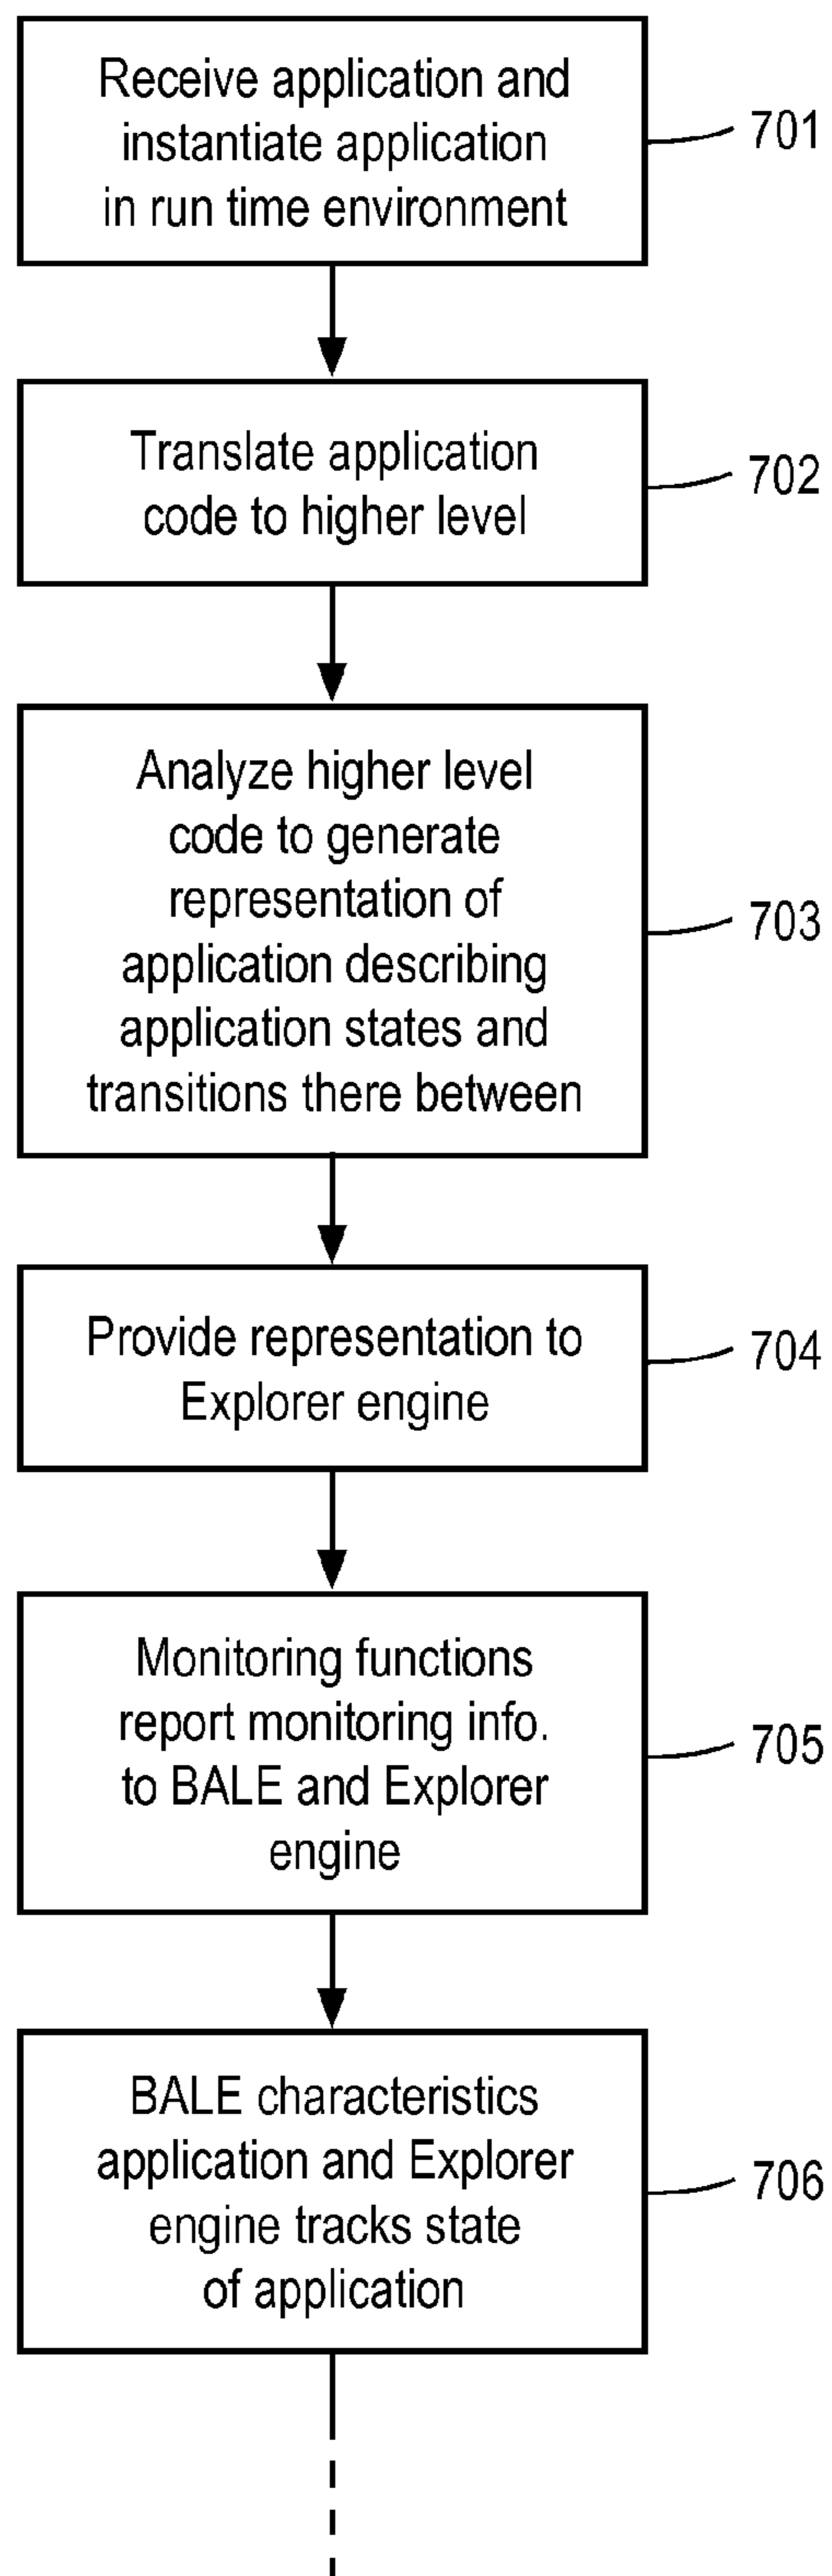 Receive application and
instantiate application
in run time environment
701
Translate application
code to higher level
702
Analyze higher level
code to generate
representation of
application describing
application states and
transitions there between
703
Provide representation to
Explorer engine
704
Monitoring functions
report monitoring info.
to BALE and Explorer
engine
705
BALE characteristics
application and Explorer
engine tracks state
of application
706